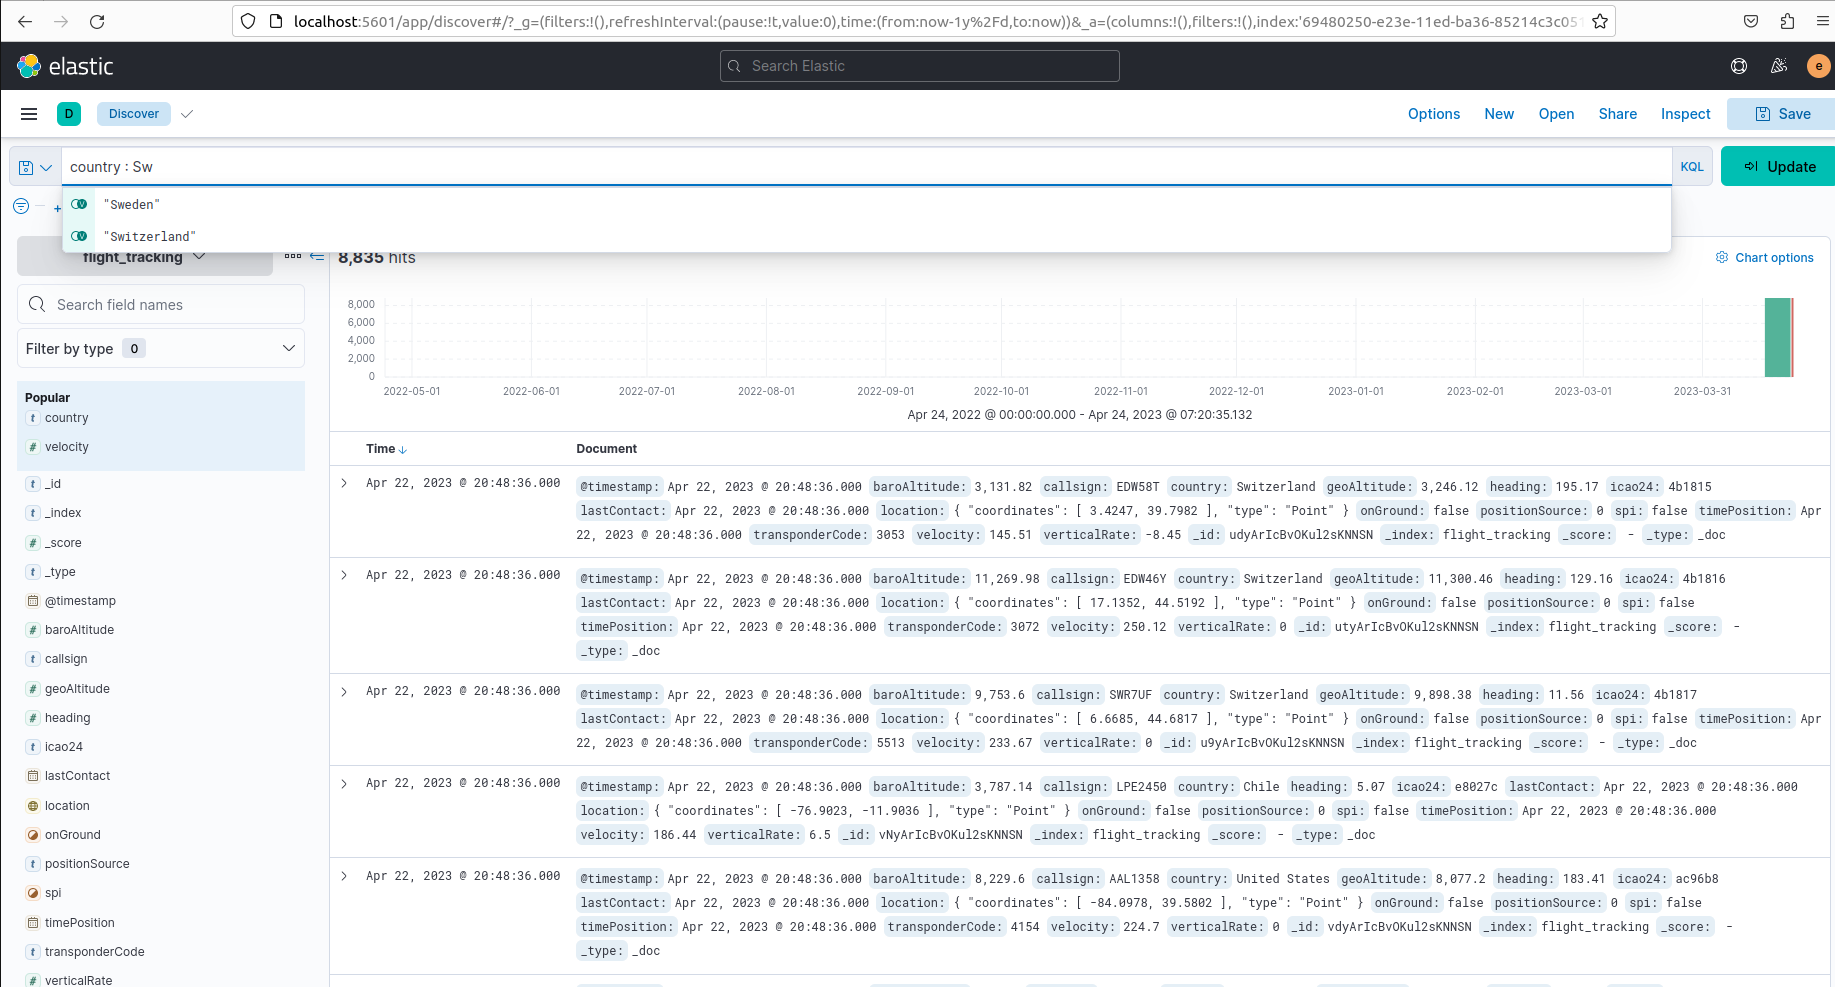 localhost:5601/app/discover#/?_g=(filters:!(),refreshInterval:(pause:!t,value:0),time:(from:now-1y%2Fd,to:now))&_a=(columns:!(),filters:!(),index:'69480250-e23e-11ed-ba36-85214c3c051
elastic
Search Elastic
e
D
Discover
Options New Open Share Inspect Save
country : Sw
KQL
Update
"Sweden"
"Switzerland"
+
flight_tracking
8,835 hits
Chart options
Search field names
Filter by type 0
8,000
6,000
4,000
2,000
0
2022-05-01 2022-06-01 2022-07-01 2022-08-01 2022-09-01 2022-10-01 2022-11-01 2022-12-01 2023-01-01 2023-02-01 2023-03-01 2023-03-31
Apr 24, 2022 @ 00:00:00.000 - Apr 24, 2023 @ 07:20:35.132
Popular
t country
# velocity
t _id
t _index
# _score
t _type
@timestamp
# baroAltitude
t callsign
# geoAltitude
# heading
t icao24
lastContact
location
onGround
t positionSource
spi
timePosition
t transponderCode
# verticalRate
Time Document
Apr 22, 2023 @ 20:48:36.000
@timestamp: Apr 22, 2023 @ 20:48:36.000 baroAltitude: 3,131.82 callsign: EDW58T country: Switzerland geoAltitude: 3,246.12 heading: 195.17 icao24: 4b1815
lastContact: Apr 22, 2023 @ 20:48:36.000 location: { "coordinates": [ 3.4247, 39.7982 ], "type": "Point" } onGround: false positionSource: 0 spi: false timePosition: Apr
22, 2023 @ 20:48:36.000 transponderCode: 3053 velocity: 145.51 verticalRate: -8.45 _id: udyArIcBvOKul2sKNNSN _index: flight_tracking _score: - _type: _doc
Apr 22, 2023 @ 20:48:36.000
@timestamp: Apr 22, 2023 @ 20:48:36.000 baroAltitude: 11,269.98 callsign: EDW46Y country: Switzerland geoAltitude: 11,300.46 heading: 129.16 icao24: 4b1816
lastContact: Apr 22, 2023 @ 20:48:36.000 location: { "coordinates": [ 17.1352, 44.5192 ], "type": "Point" } onGround: false positionSource: 0 spi: false
timePosition: Apr 22, 2023 @ 20:48:36.000 transponderCode: 3072 velocity: 250.12 verticalRate: 0 _id: utyArIcBvOKul2sKNNSN _index: flight_tracking _score: -
_type: _doc
Apr 22, 2023 @ 20:48:36.000
@timestamp: Apr 22, 2023 @ 20:48:36.000 baroAltitude: 9,753.6 callsign: SWR7UF country: Switzerland geoAltitude: 9,898.38 heading: 11.56 icao24: 4b1817
lastContact: Apr 22, 2023 @ 20:48:36.000 location: { "coordinates": [ 6.6685, 44.6817 ], "type": "Point" } onGround: false positionSource: 0 spi: false timePosition: Apr
22, 2023 @ 20:48:36.000 transponderCode: 5513 velocity: 233.67 verticalRate: 0 _id: u9yArIcBvOKul2sKNNSN _index: flight_tracking _score: - _type: _doc
Apr 22, 2023 @ 20:48:36.000
@timestamp: Apr 22, 2023 @ 20:48:36.000 baroAltitude: 3,787.14 callsign: LPE2450 country: Chile heading: 5.07 icao24: e8027c lastContact: Apr 22, 2023 @ 20:48:36.000
location: { "coordinates": [ -76.9023, -11.9036 ], "type": "Point" } onGround: false positionSource: 0 spi: false timePosition: Apr 22, 2023 @ 20:48:36.000
velocity: 186.44 verticalRate: 6.5 _id: vNyArIcBvOKul2sKNNSN _index: flight_tracking _score: - _type: _doc
Apr 22, 2023 @ 20:48:36.000
@timestamp: Apr 22, 2023 @ 20:48:36.000 baroAltitude: 8,229.6 callsign: AAL1358 country: United States geoAltitude: 8,077.2 heading: 183.41 icao24: ac96b8
lastContact: Apr 22, 2023 @ 20:48:36.000 location: { "coordinates": [ -84.0978, 39.5802 ], "type": "Point" } onGround: false positionSource: 0 spi: false
timePosition: Apr 22, 2023 @ 20:48:36.000 transponderCode: 4154 velocity: 224.7 verticalRate: 0 _id: vdyArIcBvOKul2sKNNSN _index: flight_tracking _score: -
_type: _doc